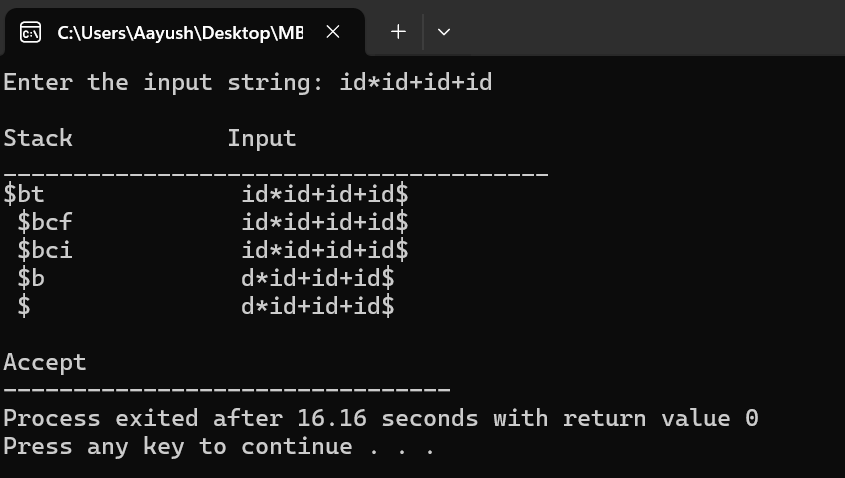 C:\Users\Aayush\Desktop\ME
Enter the input string: id*id+id+id
Stack           Input
_______________________________________
$bt              id*id+id+id$
 $bcf            id*id+id+id$
 $bci            id*id+id+id$
 $b              d*id+id+id$
 $               d*id+id+id$
Accept
--------------------------------
Process exited after 16.16 seconds with return value 0
Press any key to continue . . .